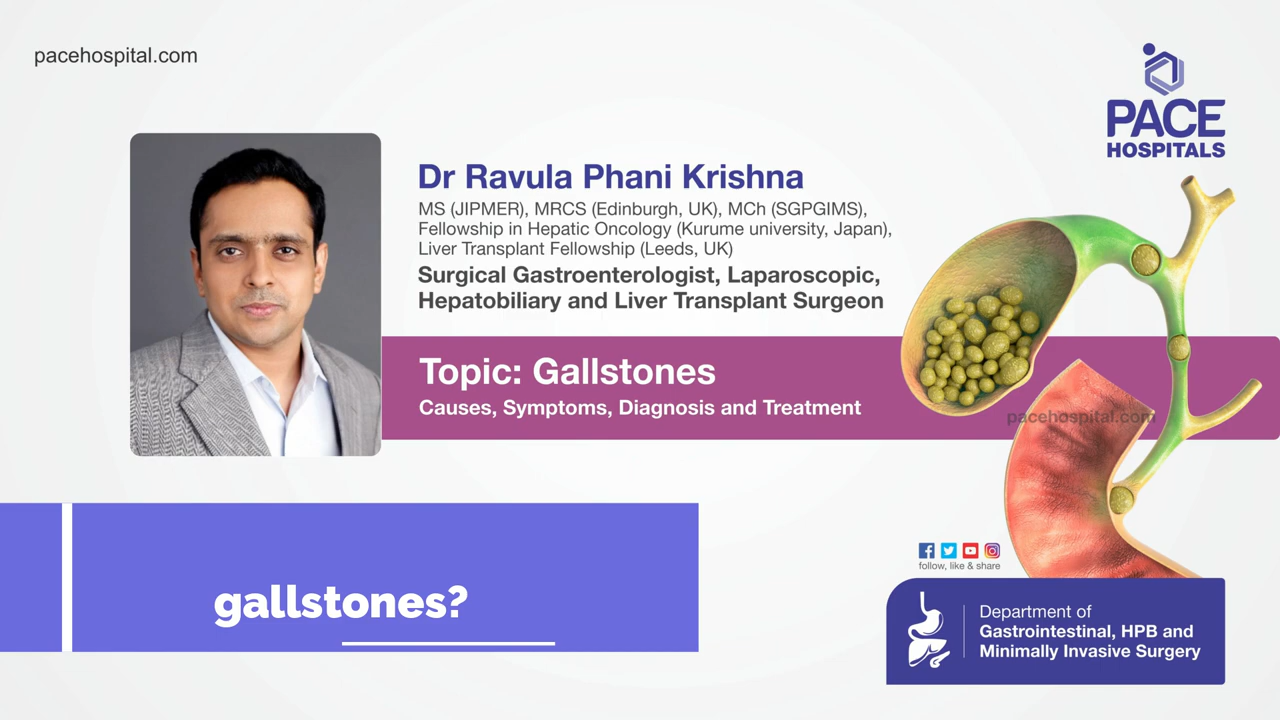 pacehospital.com
PACE
HOSPITALS
Dr Ravula Phani Krishna
MS (JIPMER), MRCS (Edinburgh, UK), MCh (SGPGIMS),
Fellowship in Hepatic Oncology (Kurume university, Japan),
Liver Transplant Fellowship (Leeds, UK)
Surgical Gastroenterologist, Laparoscopic,
Hepatobiliary and Liver Transplant Surgeon
Topic: Gallstones
Causes, Symptoms, Diagnosis and Treatment
pacehospital.com
gallstones?
follow, like & share
Department of
Gastrointestinal, HPB and
Minimally Invasive Surgery